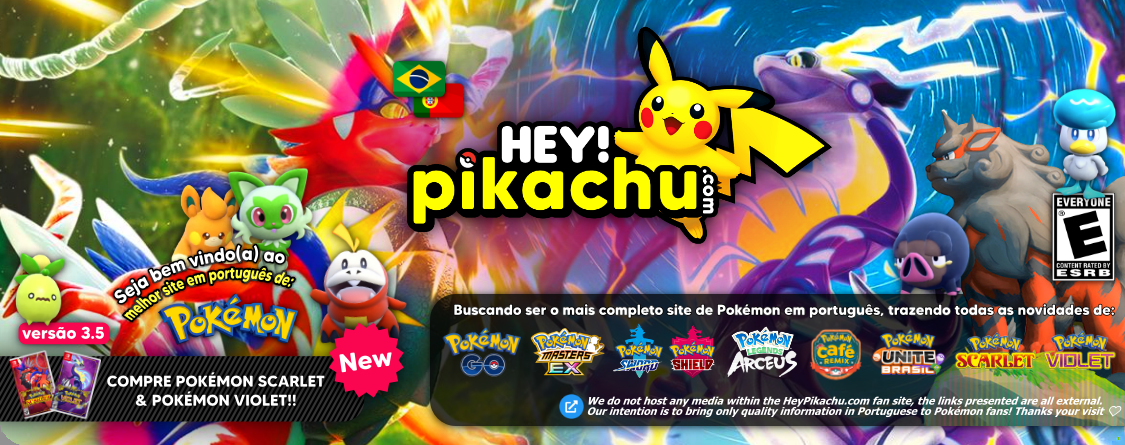 HEY!
pikachu
.com
EVERYONE
E
®
CONTENT RATED BY
ESRB
Seja bem vindo(a) ao
melhor site em português de:
POKéMON
versão 3.5
New
COMPRE POKÉMON SCARLET
& POKÉMON VIOLET!!
Buscando ser o mais completo site de Pokémon em português, trazendo todas as novidades de:
POKéMON GO
POKéMON MASTERS EX
POKéMON SWORD
POKéMON SHIELD
POKéMON LEGENDS ARCEUS
POKéMON Café REMIX
POKéMON UNITE BRASIL
POKéMON SCARLET
POKéMON VIOLET
We do not host any media within the HeyPikachu.com fan site, the links presented are all external.
Our intention is to bring only quality information in Portuguese to Pokémon fans! Thanks your visit